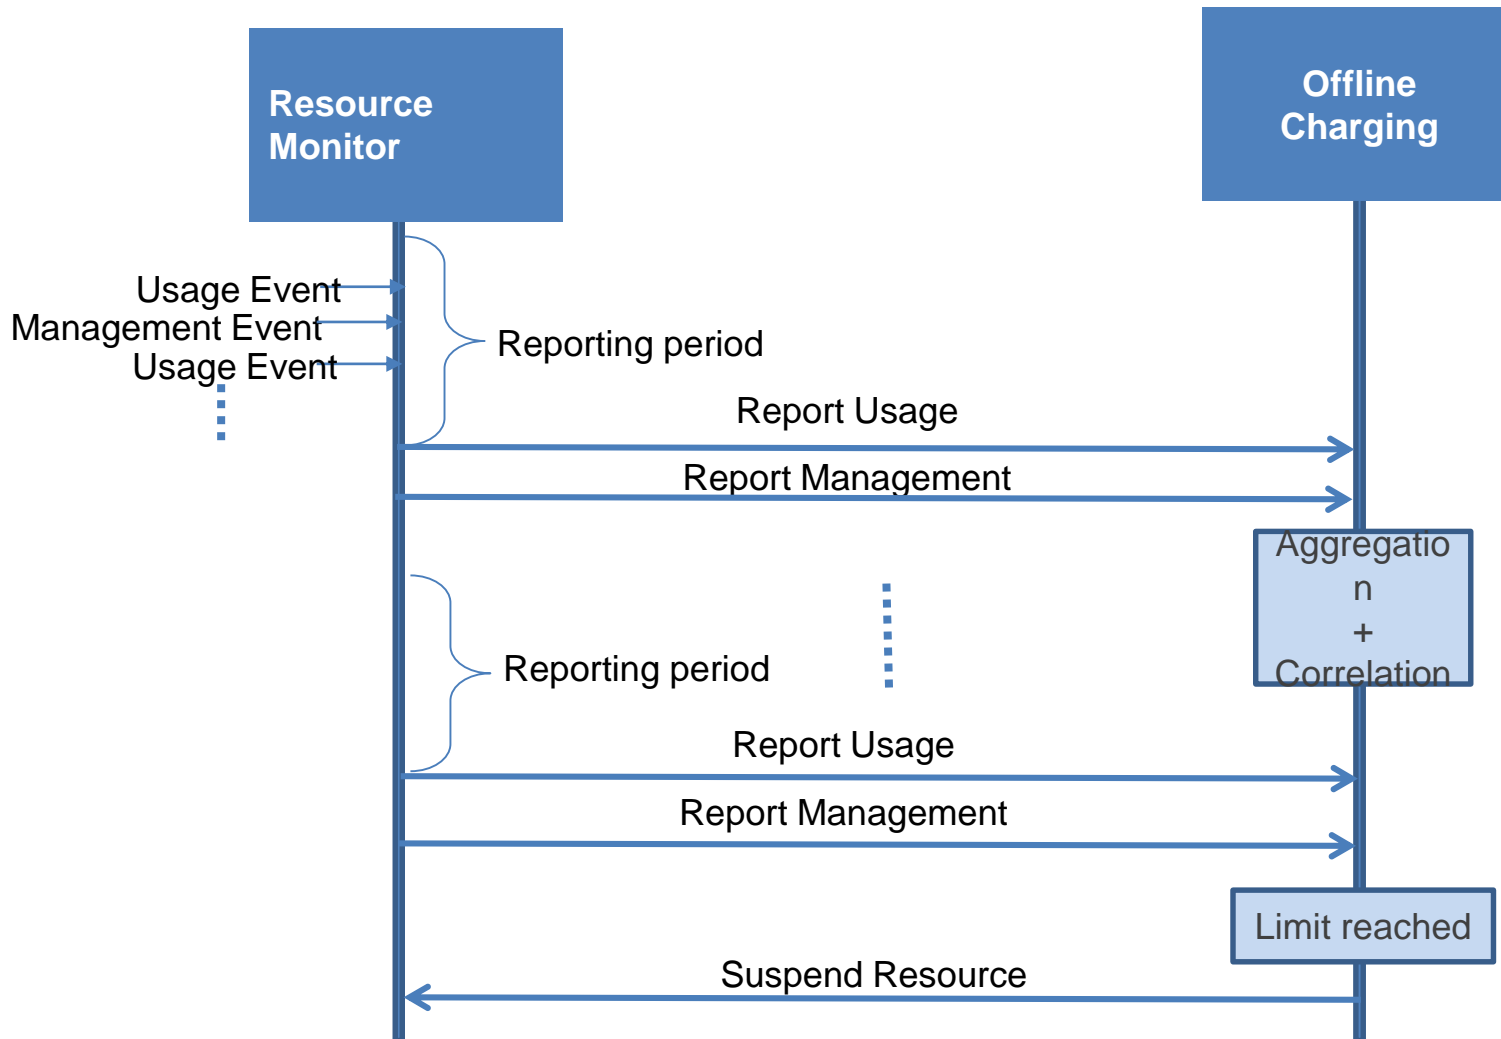 Resource
Monitor
Offline
Charging
Usage Event
Management Event
Usage Event
Reporting period
Report Usage
Report Management
Aggregatio
n
+
Correlation
Reporting period
Report Usage
Report Management
Limit reached
Suspend Resource